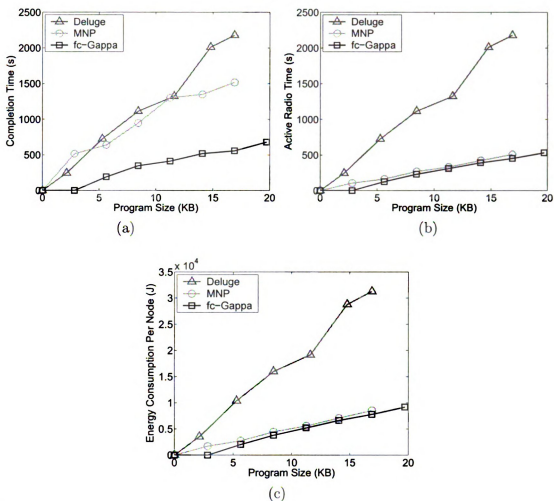 2500
2000
1500
1000
500
0
0
5
10
15
20
Completion Time (s)
Program Size (KB)
Deluge
MNP
fc-Gappa
(a)
2500
2000
1500
1000
500
0
0
5
10
15
20
Active Radio Time (s)
Program Size (KB)
Deluge
MNP
fc-Gappa
(b)
3.5 x 10^4
3
2.5
2
1.5
1
0.5
0
0
5
10
15
20
Energy Consumption Per Node (J)
Program Size (KB)
Deluge
MNP
fc-Gappa
(c)